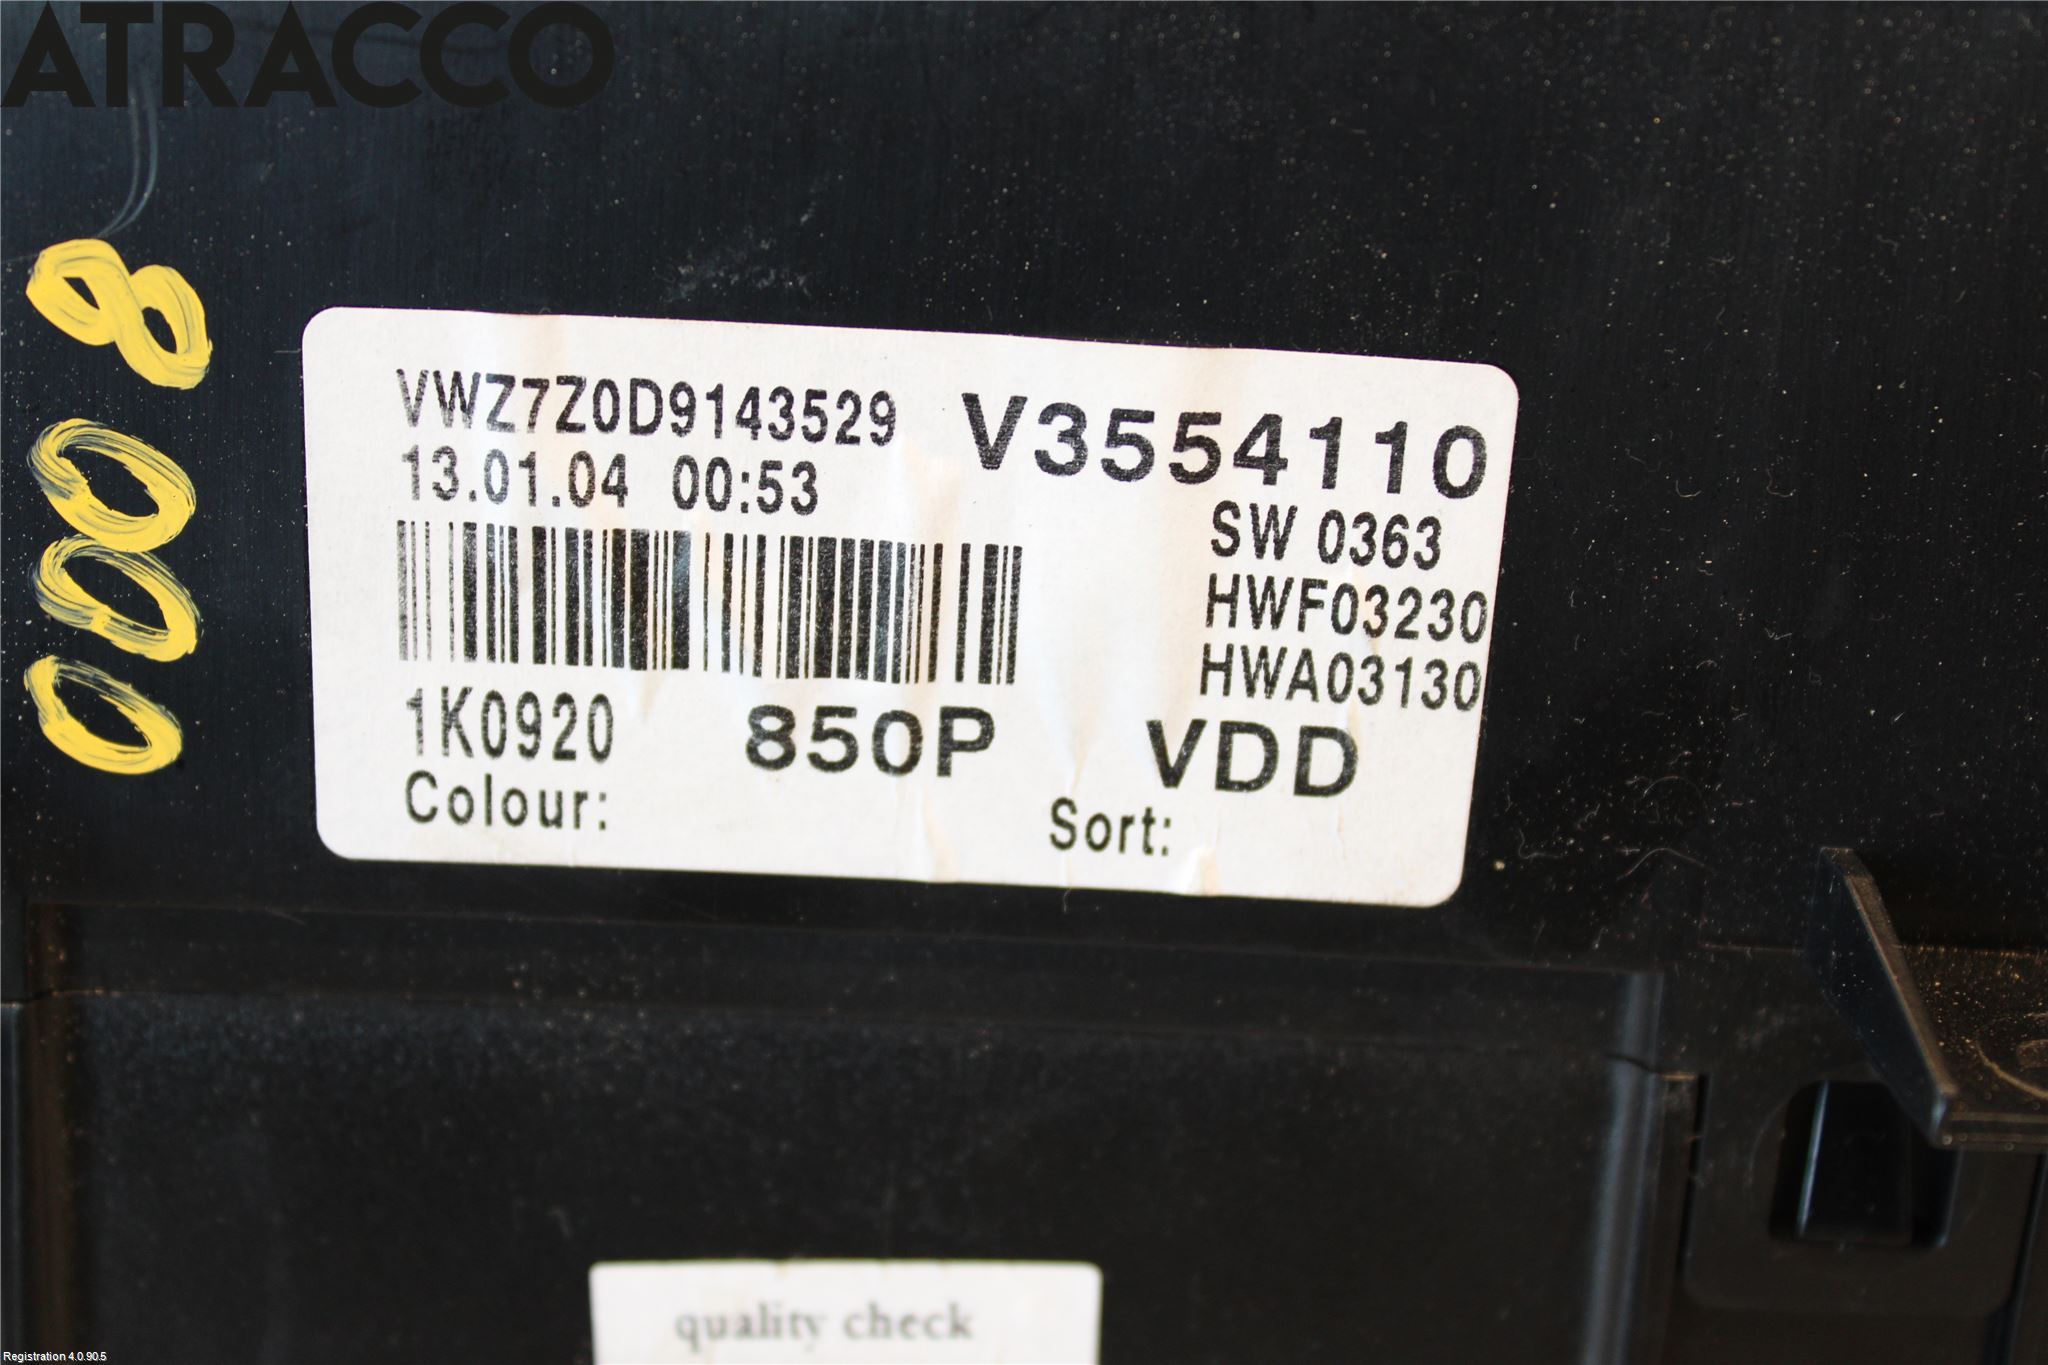 ATRACCO
8000
VWZ7Z0D9143529 V3554110
13.01.04 00:53
SW 0363
HWF03230
HWA03130
1K0920 850P VDD
Colour: Sort:
quality check
Registration 4.0.90.5